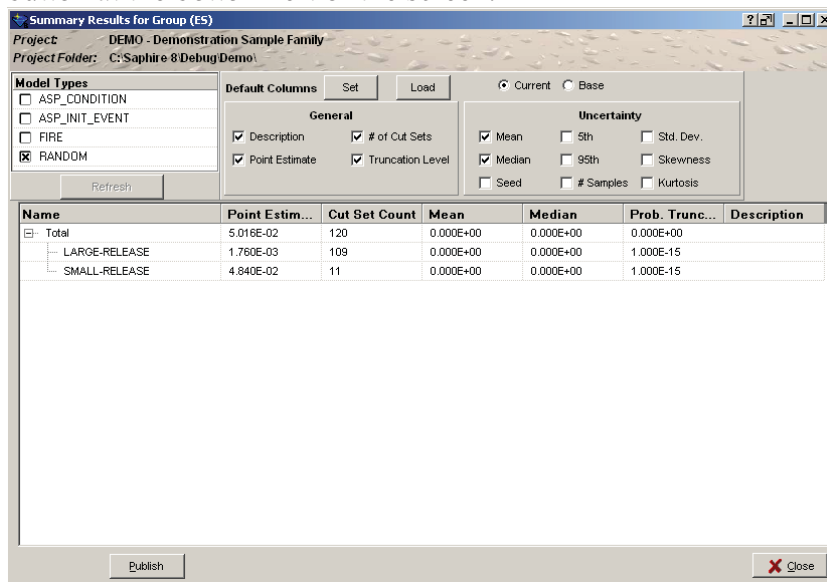 Summary Results for Group (ES)
Project: DEMO - Demonstration Sample Family
Project Folder: C:\Saphire 8\Debug\Demo\
Model Types
ASP_CONDITION
ASP_INIT_EVENT
FIRE
RANDOM
Refresh
Default Columns Set Load Current Base
General
Description # of Cut Sets
Point Estimate Truncation Level
Uncertainty
Mean 5th Std. Dev.
Median 95th Skewness
Seed # Samples Kurtosis
Name Point Estim... Cut Set Count Mean Median Prob. Trunc... Description
Total 5.016E-02 120 0.000E+00 0.000E+00 0.000E+00
LARGE-RELEASE 1.760E-03 109 0.000E+00 0.000E+00 1.000E-15
SMALL-RELEASE 4.840E-02 11 0.000E+00 0.000E+00 1.000E-15
Publish Close